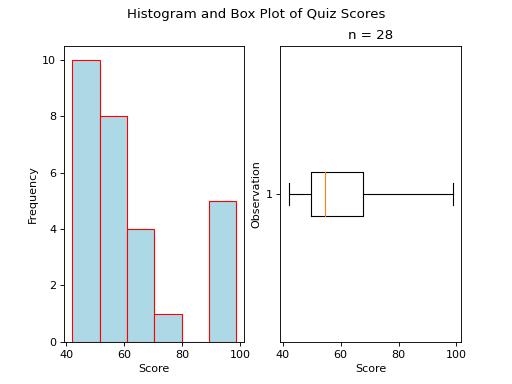 Histogram and Box Plot of Quiz Scores
n = 28
10
8
6
4
2
0
Frequency
40 60 80 100
Score
Observation
1
40 60 80 100
Score